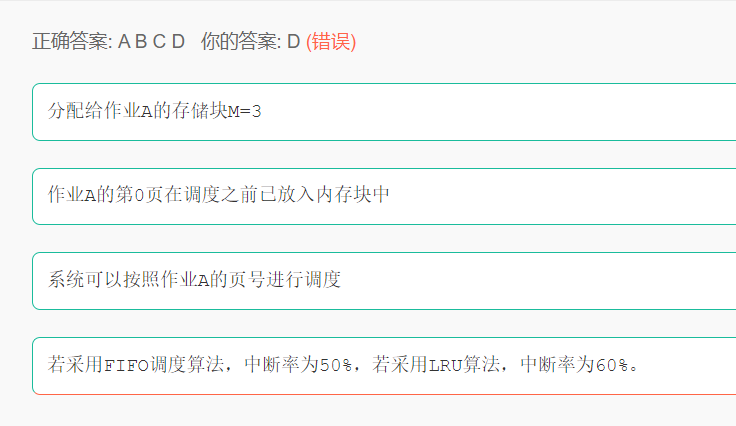 正确答案: A B C D 你的答案: D (错误)
分配给作业A的存储块M=3
作业A的第0页在调度之前已放入内存块中
系统可以按照作业A的页号进行调度
若采用FIFO调度算法，中断率为50%，若采用LRU算法，中断率为60%。